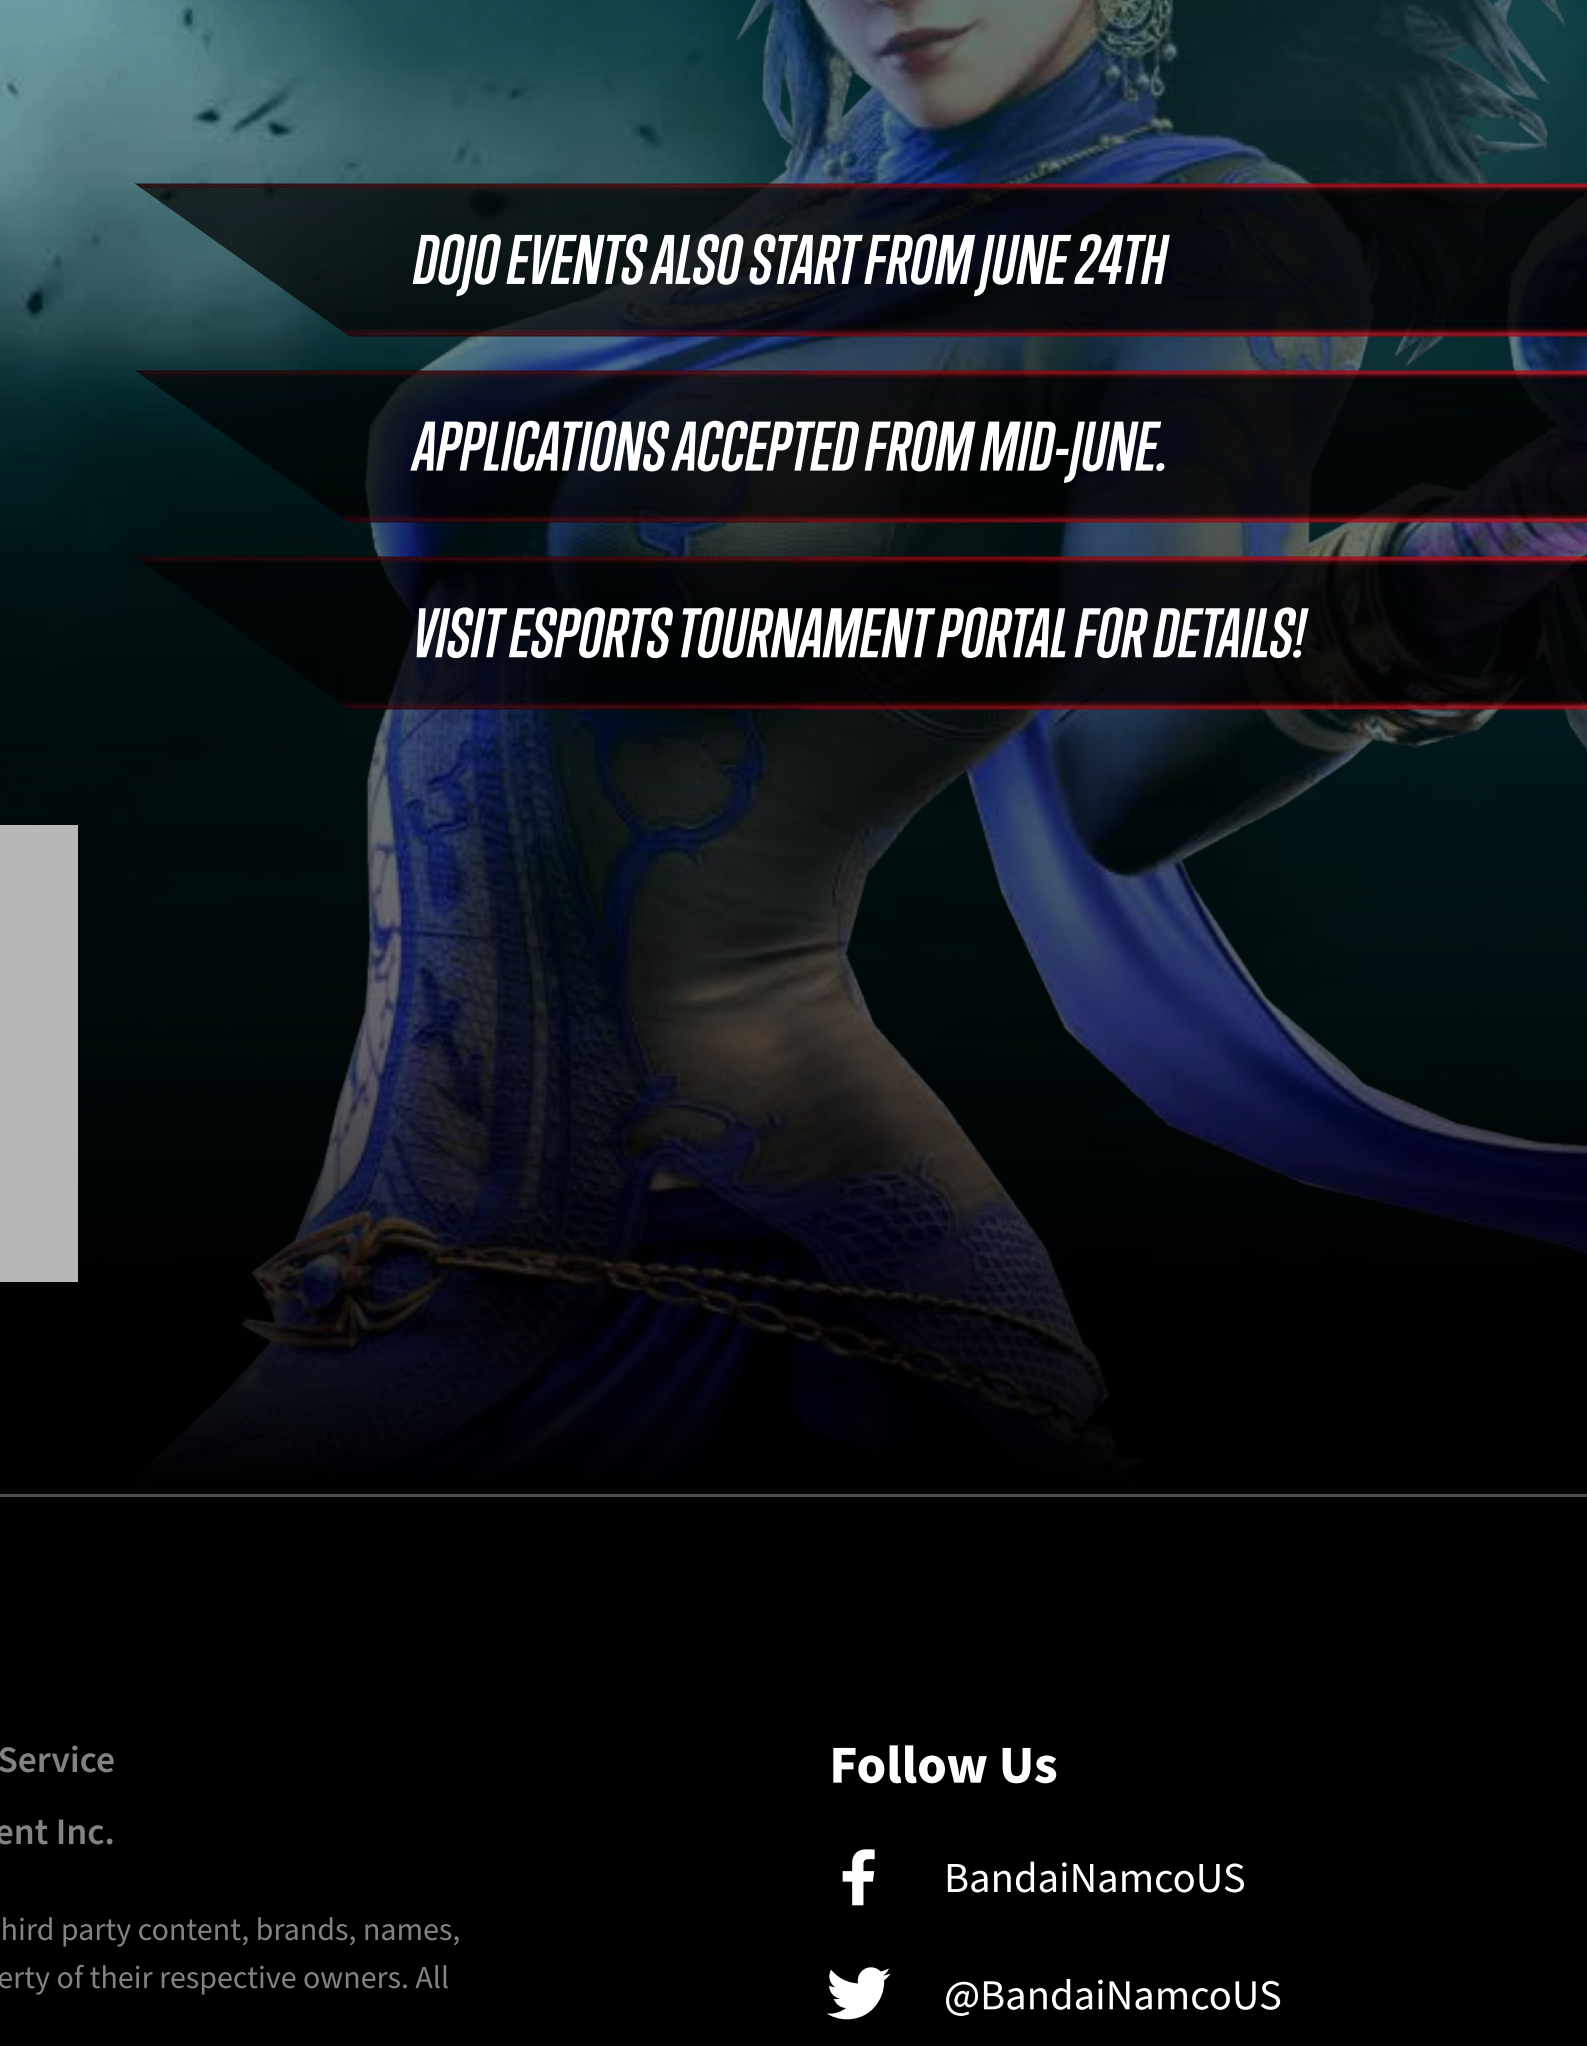 DOJO EVENTS ALSO START FROM JUNE 24TH
APPLICATIONS ACCEPTED FROM MID-JUNE.
VISIT ESPORTS TOURNAMENT PORTAL FOR DETAILS!
Service
ent Inc.
hird party content, brands, names,
erty of their respective owners. All
Follow Us
BandaiNamcoUS
@BandaiNamcoUS